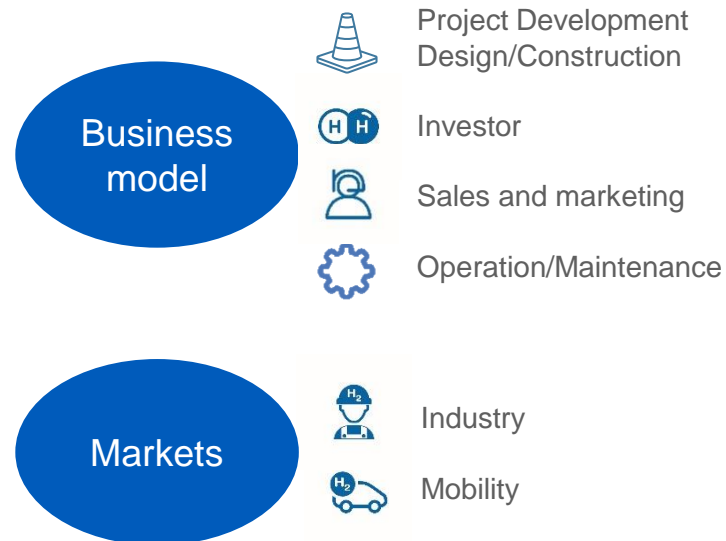 Project Development
Design/Construction
Business
model
H H
Investor
Sales and marketing
Operation/Maintenance
H₂
Industry
Markets
H₂
Mobility